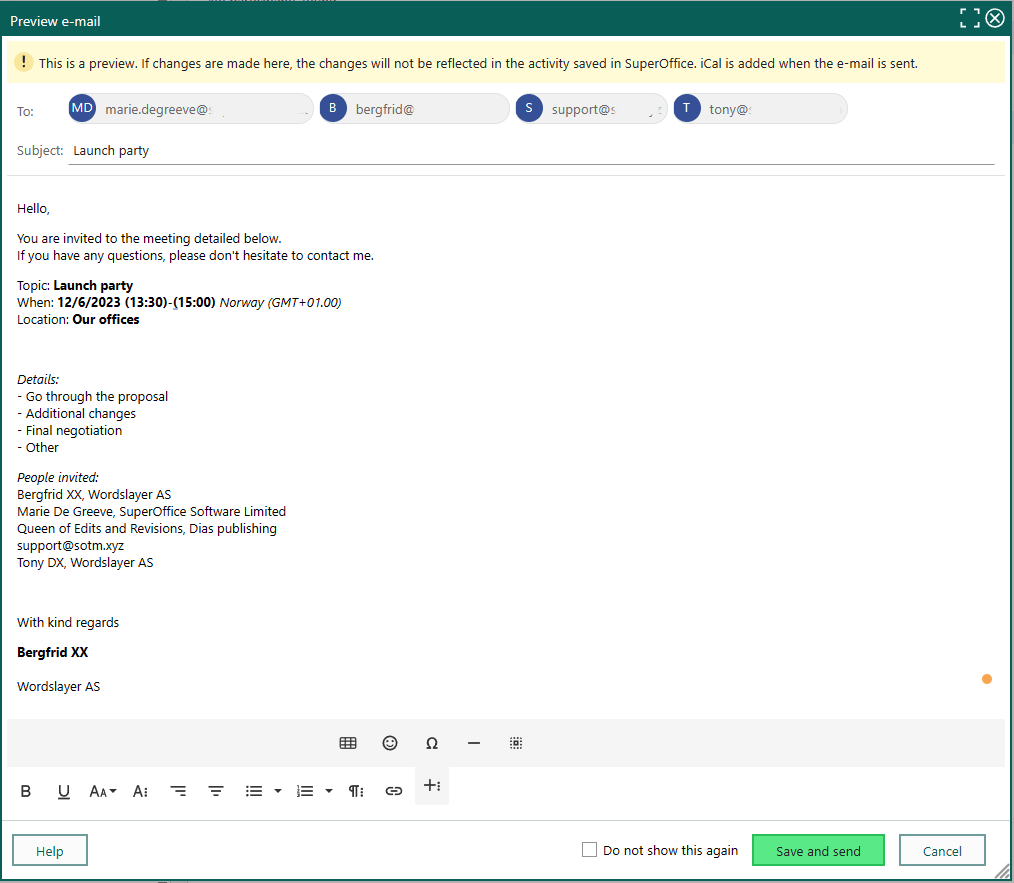 Preview e-mail
! This is a preview. If changes are made here, the changes will not be reflected in the activity saved in SuperOffice. iCal is added when the e-mail is sent.
To: MD marie.degreeve@ B bergfrid@ S support@s T tony@
Subject: Launch party
Hello,
You are invited to the meeting detailed below.
If you have any questions, please don't hesitate to contact me.
Topic: Launch party
When: 12/6/2023 (13:30)-(15:00) Norway (GMT+01.00)
Location: Our offices
Details:
- Go through the proposal
- Additional changes
- Final negotiation
- Other
People invited:
Bergfrid XX, Wordslayer AS
Marie De Greeve, SuperOffice Software Limited
Queen of Edits and Revisions, Dias publishing
support@sotm.xyz
Tony DX, Wordslayer AS
With kind regards
Bergfrid XX
Wordslayer AS
Ω
B U AA A
Help Do not show this again Save and send Cancel